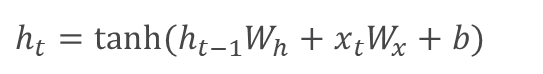 hₜ = tanh(hₜ₋₁Wₕ + xₜWₓ + b)